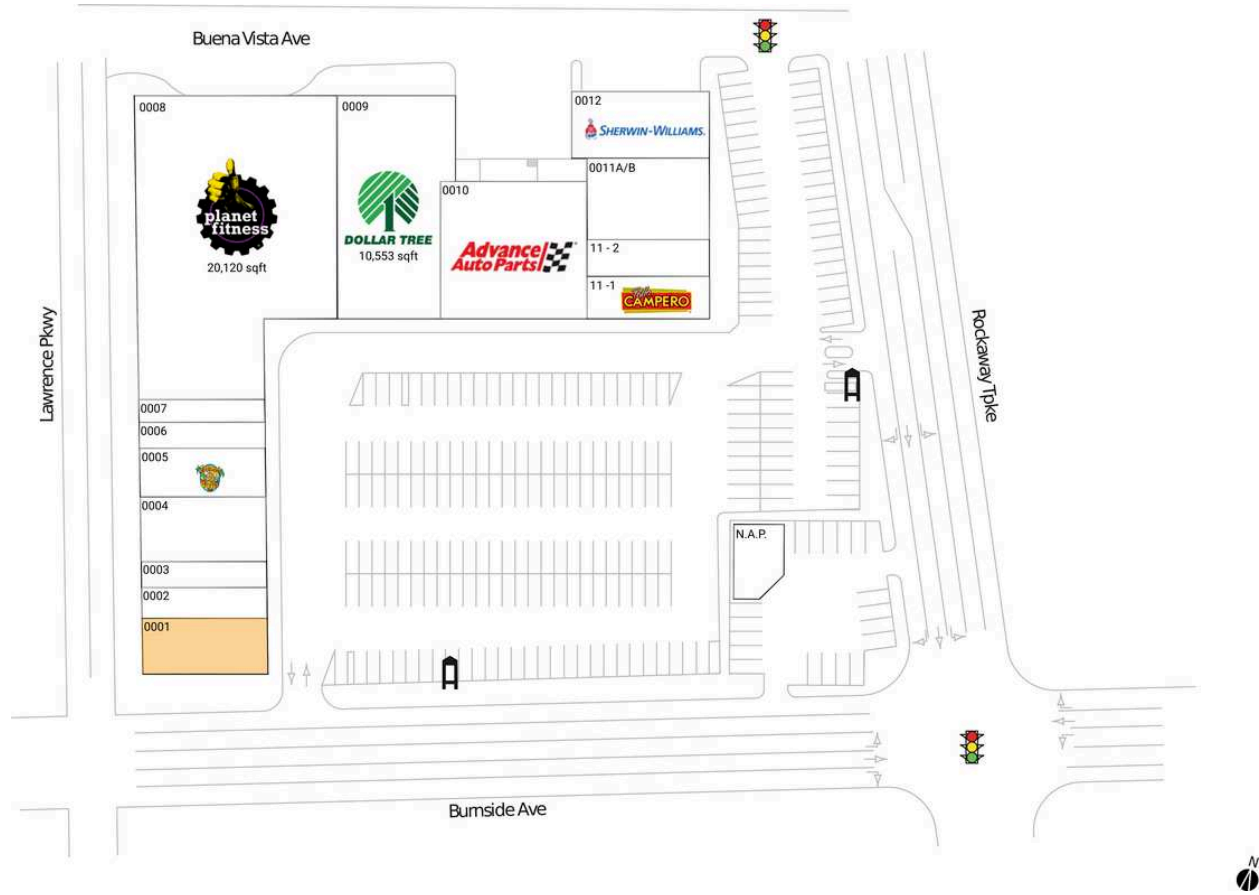 Buena Vista Ave
0008
0009
0012
SHERWIN-WILLIAMS.
0011A/B
0010
planet
fitness
20,120 sqft
DOLLAR TREE
10,553 sqft
Advance
Auto Parts
11 - 2
11 -1
Pollo
CAMPERO
Lawrence Pkwy
Rockaway Tpke
0007
0006
0005
0004
N.A.P.
0003
0002
0001
Burnside Ave
N